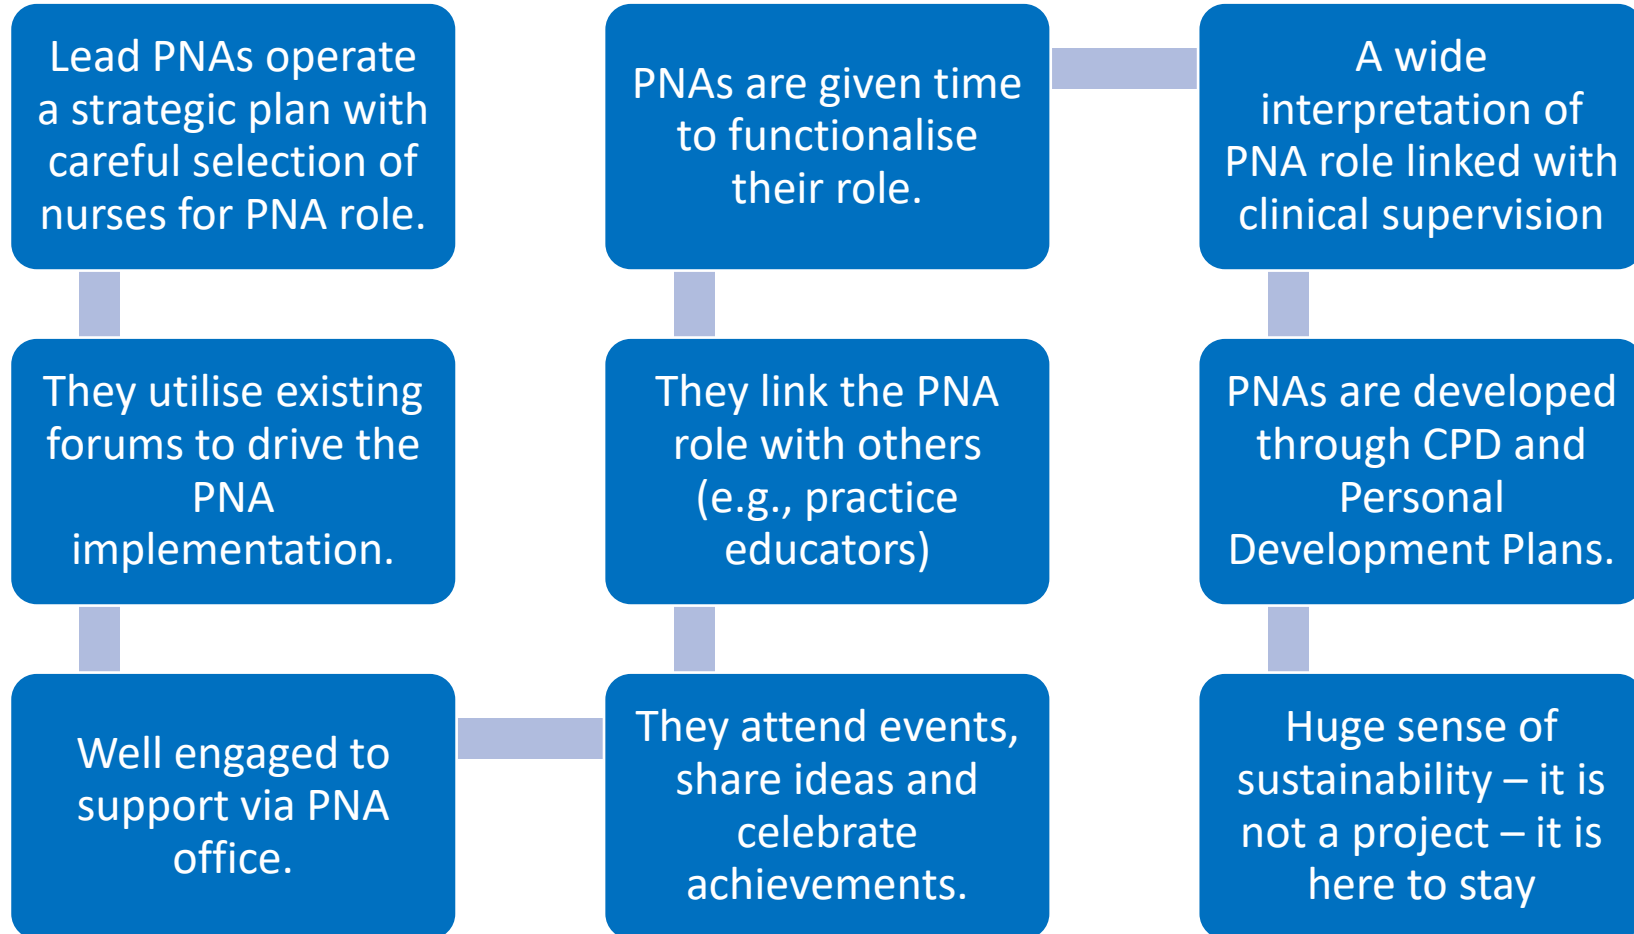 Lead PNAs operate
a strategic plan with
careful selection of
nurses for PNA role.
They utilise existing
forums to drive the
PNA
implementation.
Well engaged to
support via PNA
office.
They attend events,
share ideas and
celebrate
achievements.
They link the PNA
role with others
(e.g., practice
educators)
PNAs are given time
to functionalise
their role.
A wide
interpretation of
PNA role linked with
clinical supervision
PNAs are developed
through CPD and
Personal
Development Plans.
Huge sense of
sustainability – it is
not a project – it is
here to stay